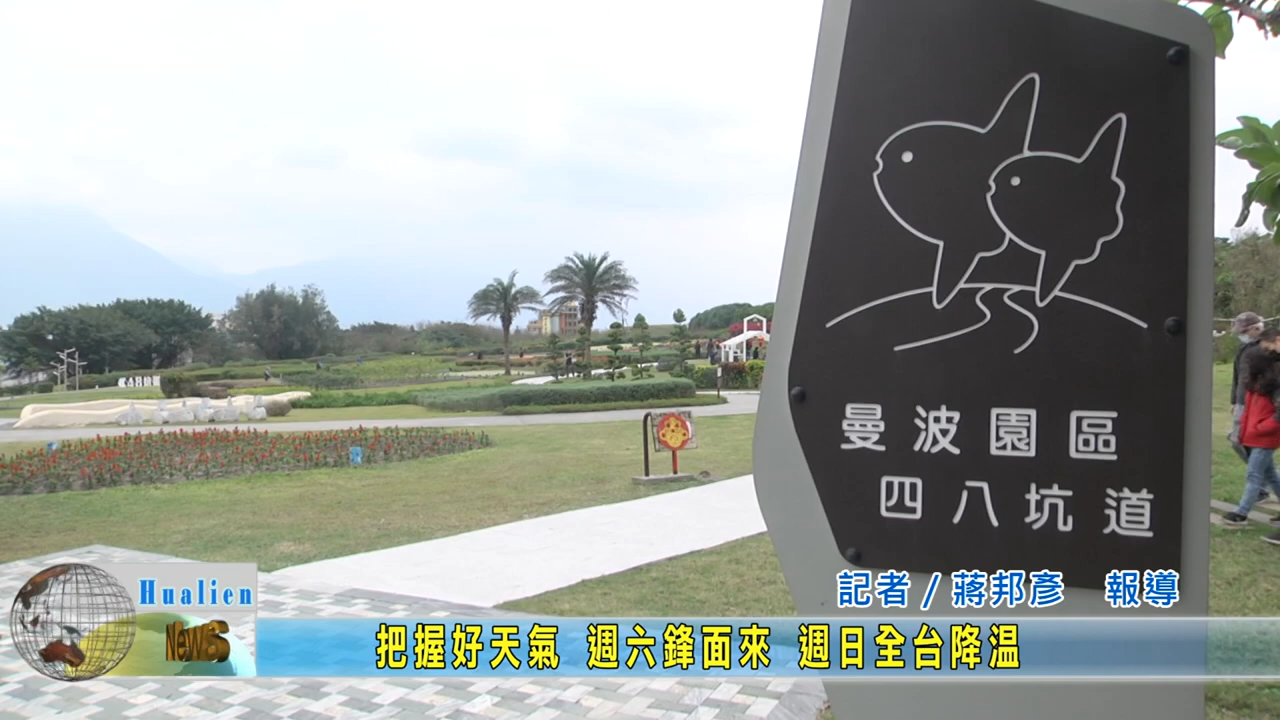 曼波園區
四八坑道
記者/蔣邦彥 報導
Hualien
NEWS
把握好天氣 週六鋒面來 週日全台降溫